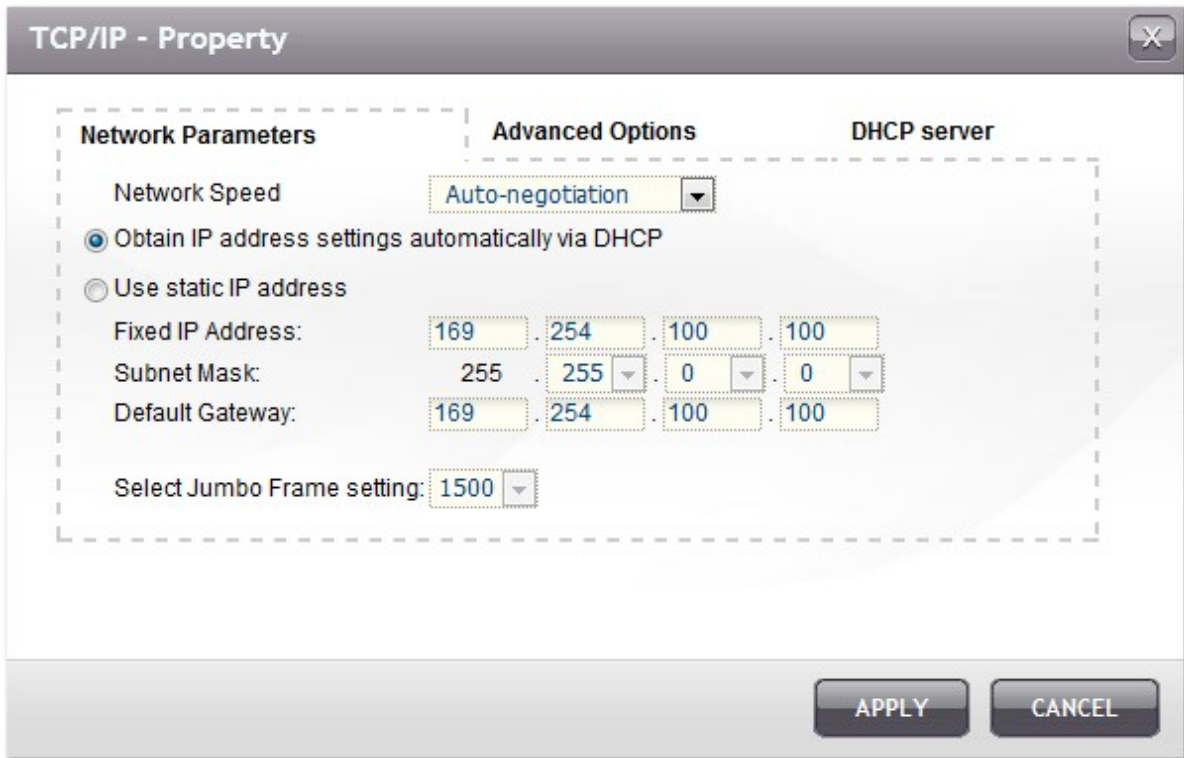 TCP/IP - Property
X
Network Parameters Advanced Options DHCP server
Network Speed Auto-negotiation
Obtain IP address settings automatically via DHCP
Use static IP address
Fixed IP Address: 169 . 254 . 100 . 100
Subnet Mask: 255 . 255 . 0 . 0
Default Gateway: 169 . 254 . 100 . 100
Select Jumbo Frame setting: 1500
APPLY CANCEL